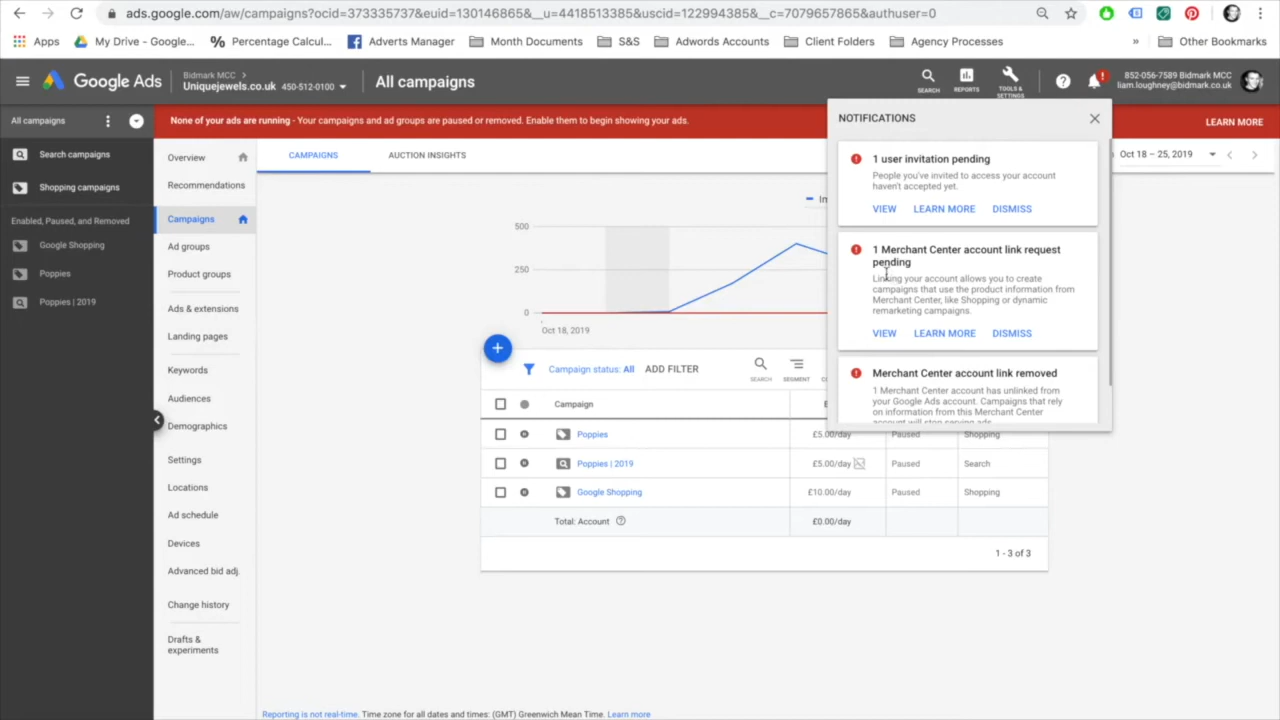 ads.google.com/aw/campaigns?ocid=373335737&euid=130146865&__u=4418513385&uscid=122994385&__c=7079657865&authuser=0
Apps
My Drive - Google...
Percentage Calcul...
Adverts Manager
Month Documents
S&S
Adwords Accounts
Client Folders
Agency Processes
»
Other Bookmarks
Google Ads
Bidmark MCC >
Uniquejewels.co.uk 450-512-0100
All campaigns
SEARCH
REPORTS
TOOLS &
SETTINGS
852-056-7589 Bidmark MCC
liam.loughney@bidmark.co.uk
All campaigns
None of your ads are running - Your campaigns and ad groups are paused or removed. Enable them to begin showing your ads.
LEARN MORE
Search campaigns
Shopping campaigns
Enabled, Paused, and Removed
Google Shopping
Poppies
Poppies | 2019
Overview
Recommendations
Campaigns
Ad groups
Product groups
Ads & extensions
Landing pages
Keywords
Audiences
Demographics
Settings
Locations
Ad schedule
Devices
Advanced bid adj.
Change history
Drafts &
experiments
CAMPAIGNS
AUCTION INSIGHTS
Oct 18 – 25, 2019
500
250
0
Oct 18, 2019
Campaign status: All
ADD FILTER
SEARCH
SEGMENT
Campaign
Poppies
£5.00/day
Paused
Shopping
Poppies | 2019
£5.00/day
Paused
Search
Google Shopping
£10.00/day
Paused
Shopping
Total: Account
£0.00/day
1 - 3 of 3
NOTIFICATIONS
1 user invitation pending
People you've invited to access your account
haven't accepted yet.
VIEW
LEARN MORE
DISMISS
1 Merchant Center account link request
pending
Linking your account allows you to create
campaigns that use the product information from
Merchant Center, like Shopping or dynamic
remarketing campaigns.
VIEW
LEARN MORE
DISMISS
Merchant Center account link removed
1 Merchant Center account has unlinked from
your Google Ads account. Campaigns that rely
on information from this Merchant Center
account will stop serving ads.
Reporting is not real-time. Time zone for all dates and times: (GMT) Greenwich Mean Time. Learn more